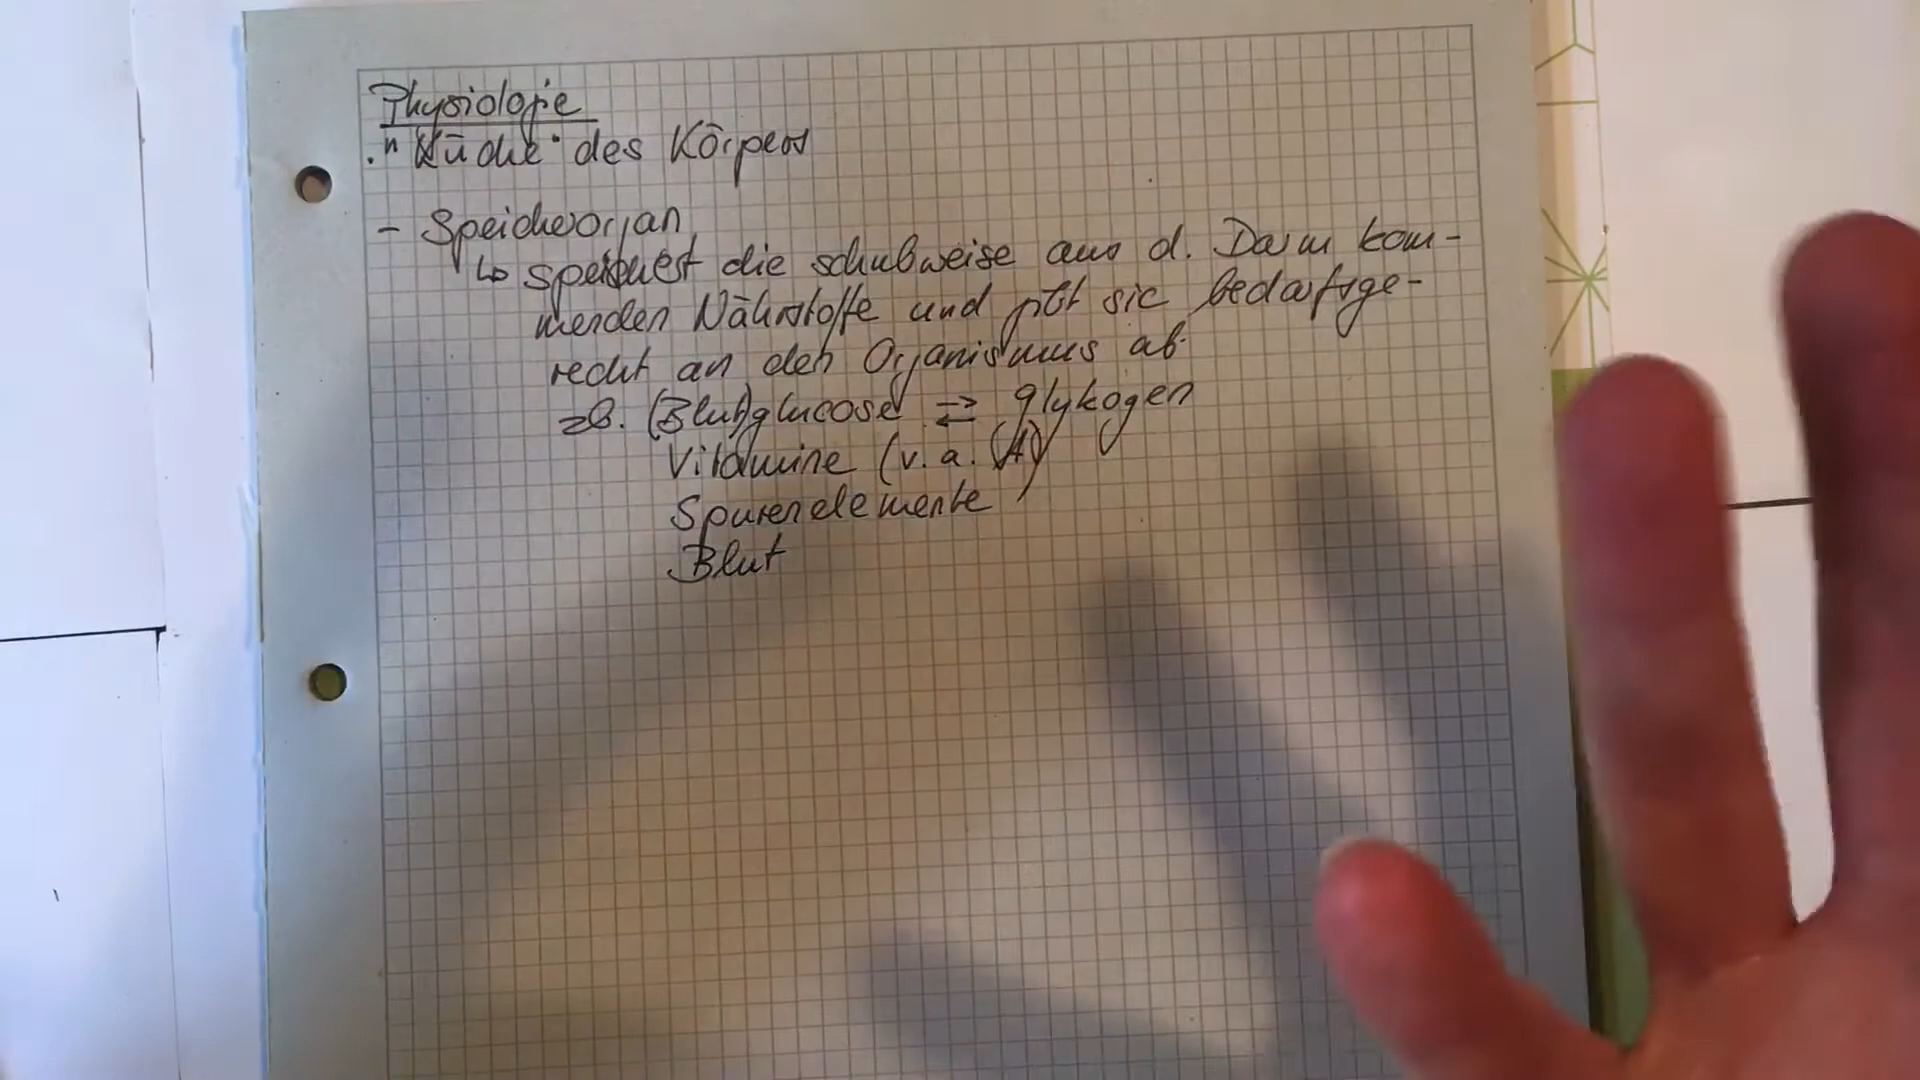 Physiologie
. "Küche" des Körpers
- Speicherorgan
↳ speichert die schubweise aus d. Darm kom-
menden Nährstoffe und gibt sie bedarfsge-
recht an den Organismus ab.
zB. (Blut)glucose ⇄ glykogen
Vitamine (v. a. A)
Spurenelemente
Blut